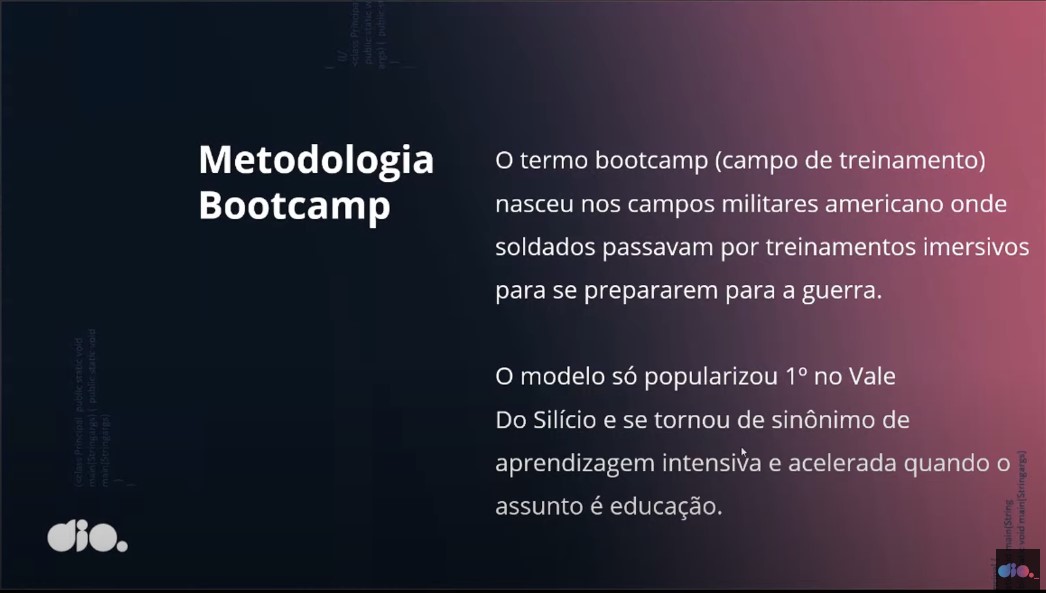 Metodologia
Bootcamp
O termo bootcamp (campo de treinamento)
nasceu nos campos militares americano onde
soldados passavam por treinamentos imersivos
para se prepararem para a guerra.
O modelo só popularizou 1º no Vale
Do Silício e se tornou de sinônimo de
aprendizagem intensiva e acelerada quando o
assunto é educação.
dio.
dio.